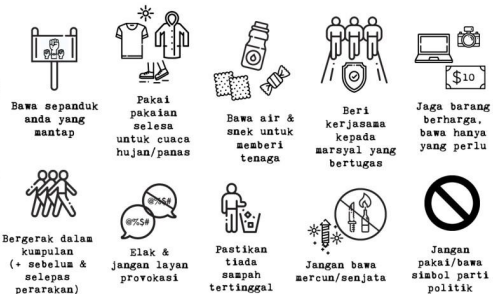 Bawa sepanduk
anda yang
mantap
Pakai
pakaian
selesa
untuk cuaca
hujan/panas
Bawa air &
snek untuk
memberi
tenaga
Beri
kerjasama
kepada
marsyal yang
bertugas
$10
Jaga barang
berharga,
bawa hanya
yang perlu
Bergerak dalam
kumpulan
(+ sebelum &
selepas
perarakan)
@%$#
@%$#
Elak &
jangan layan
provokasi
Pastikan
tiada
sampah
tertinggal
Jangan bawa
mercun/senjata
Jangan
pakai/bawa
simbol parti
politik